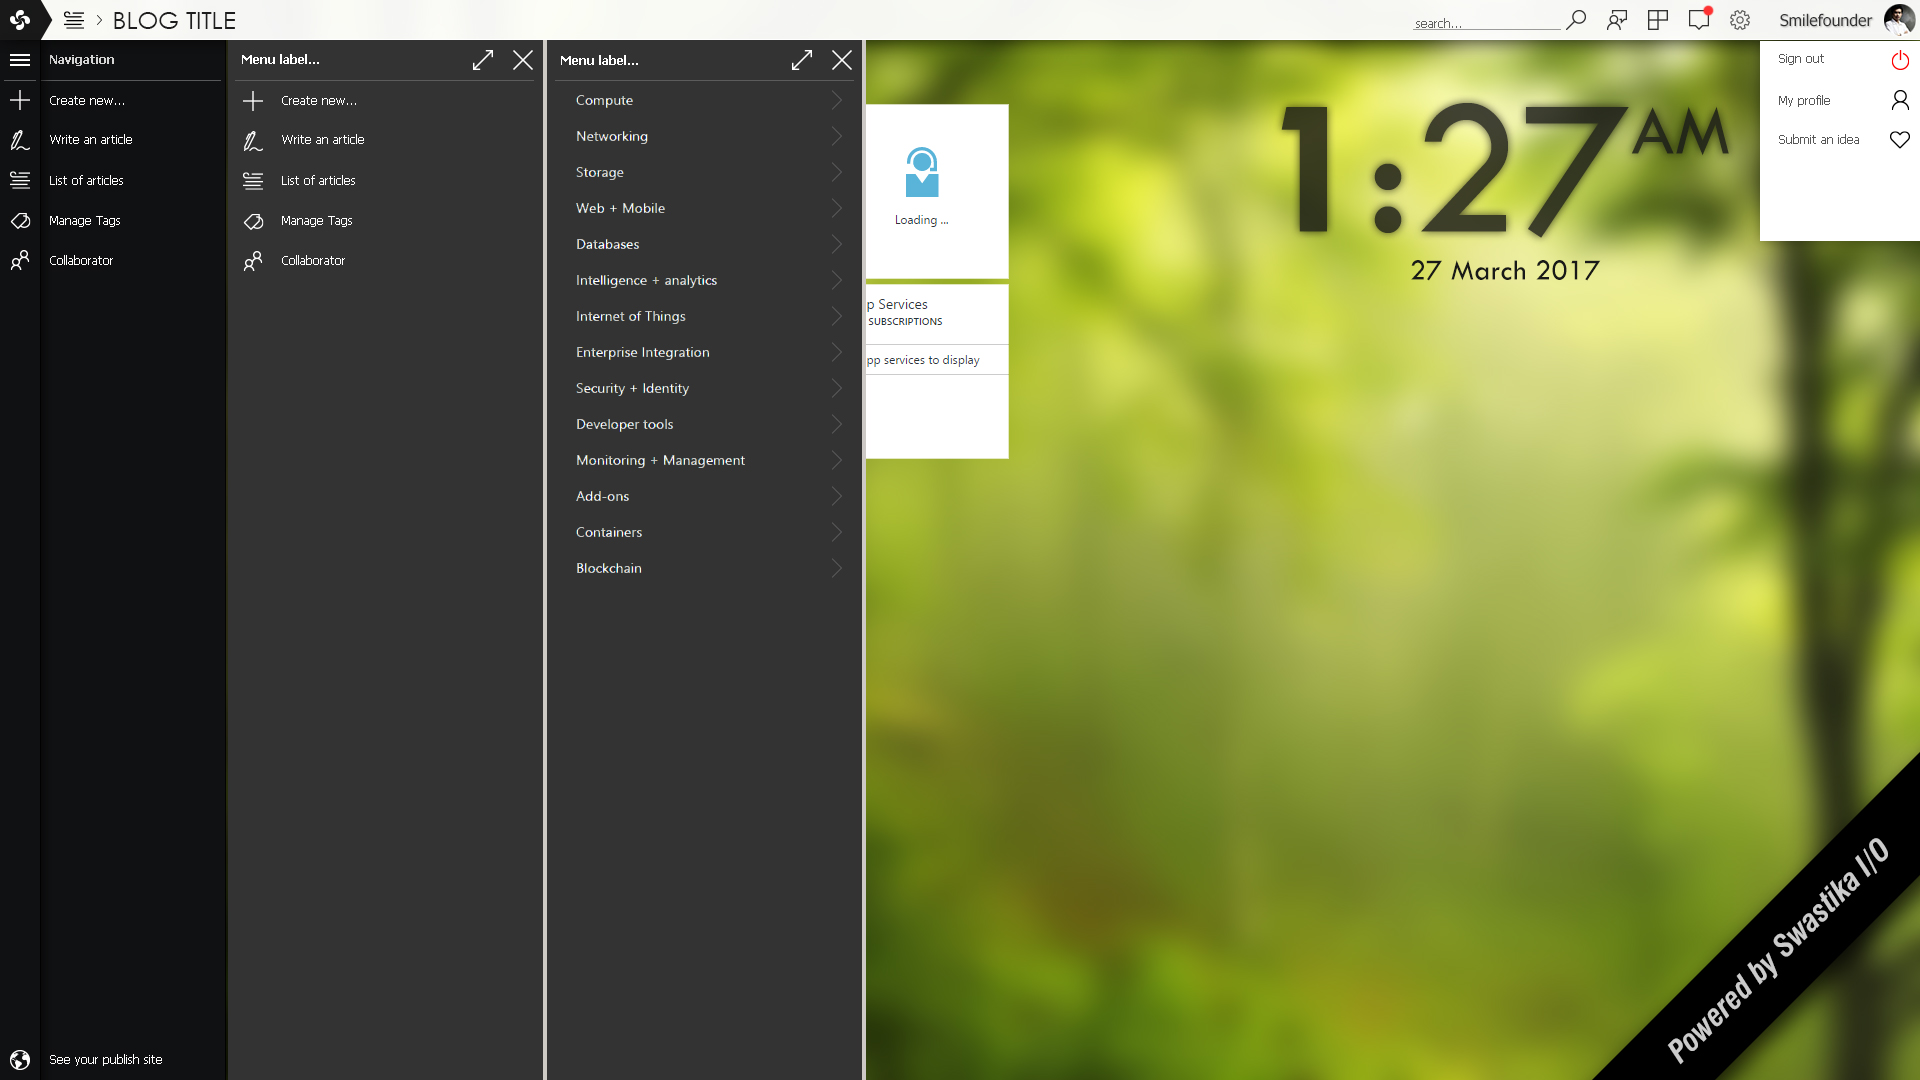 BLOG TITLE
search...
Smilefounder
Navigation
Create new...
Write an article
List of articles
Manage Tags
Collaborator
See your publish site
Menu label...
Create new...
Write an article
List of articles
Manage Tags
Collaborator
Menu label...
Compute
Networking
Storage
Web + Mobile
Databases
Intelligence + analytics
Internet of Things
Enterprise Integration
Security + Identity
Developer tools
Monitoring + Management
Add-ons
Containers
Blockchain
Loading ...
p Services
SUBSCRIPTIONS
pp services to display
1:27 AM
27 March 2017
Sign out
My profile
Submit an idea
Powered by Swastika I/O